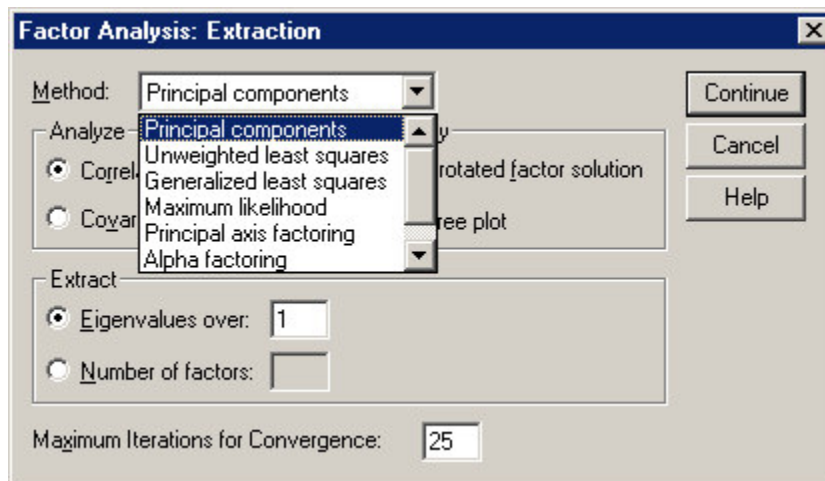 Factor Analysis: Extraction
Method: Principal components
Continue
Principal components
Unweighted least squares
Generalized least squares
Maximum likelihood
Principal axis factoring
Alpha factoring
Analyze
Cancel
rotated factor solution
Help
plot
Extract
Eigenvalues over: 1
Number of factors:
Maximum Iterations for Convergence: 25